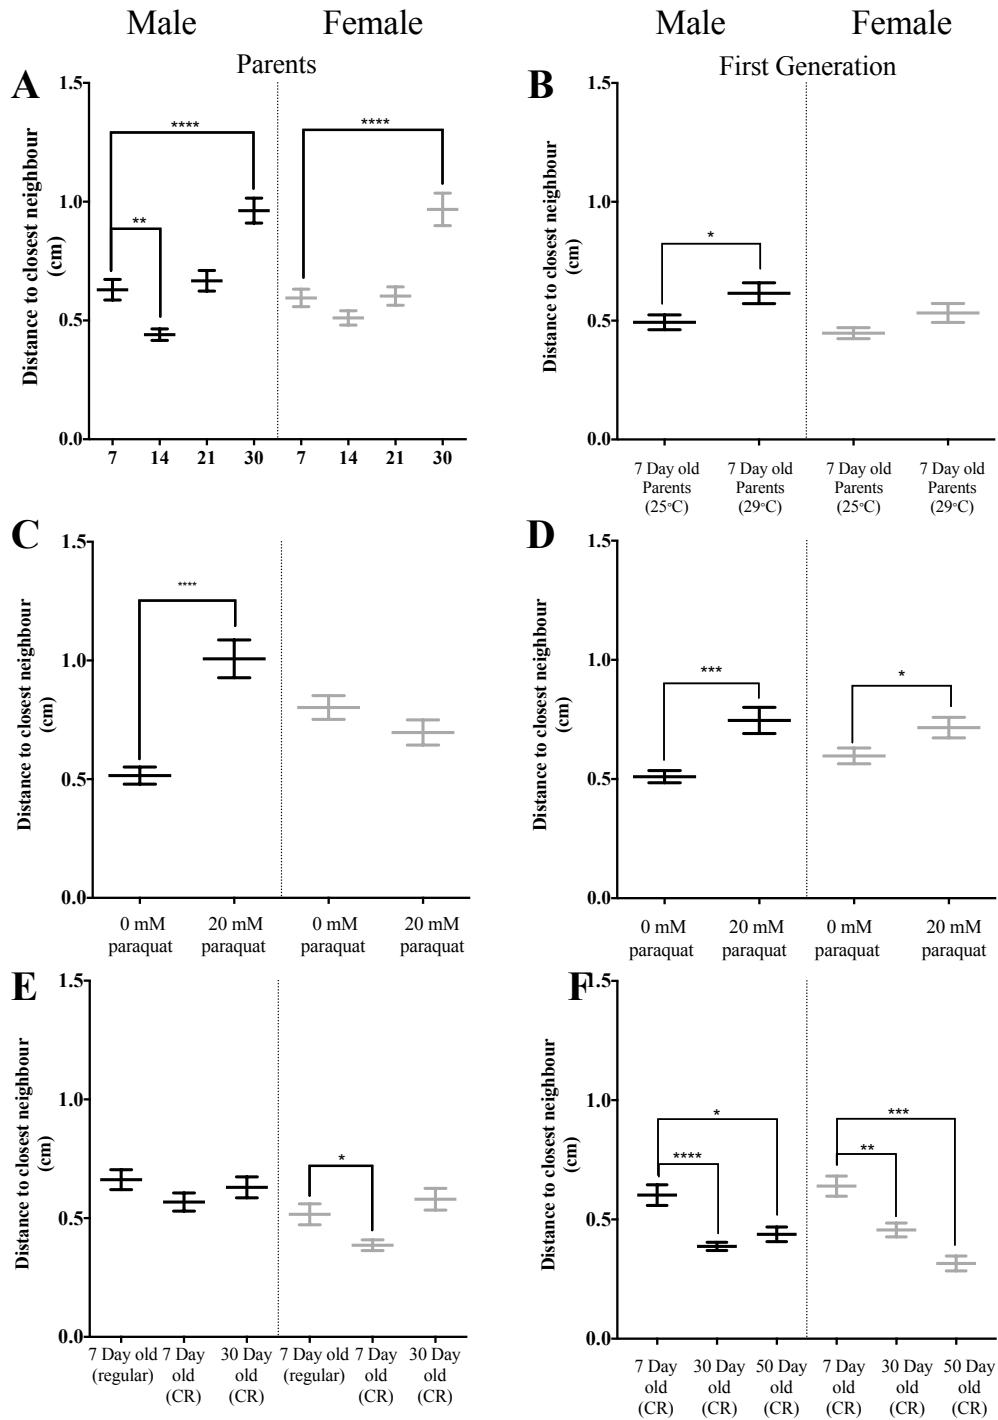 Male Female Male Female
Parents
First Generation
A
Distance to closest neighbour
(cm)
1.5
1.0
0.5
0.0
****
**
****
7 14 21 30 7 14 21 30
B
Distance to closest neighbour
(cm)
1.5
1.0
0.5
0.0
*
7 Day old 7 Day old 7 Day old 7 Day old
Parents Parents Parents Parents
(25°C) (29°C) (25°C) (29°C)
C
Distance to closest neighbour
(cm)
1.5
1.0
0.5
0.0
****
0 mM 20 mM 0 mM 20 mM
paraquat paraquat paraquat paraquat
D
Distance to closest neighbour
(cm)
1.5
1.0
0.5
0.0
***
*
0 mM 20 mM 0 mM 20 mM
paraquat paraquat paraquat paraquat
E
Distance to closest neighbour
(cm)
1.5
1.0
0.5
0.0
*
7 Day old 7 Day 30 Day 7 Day old 7 Day 30 Day
(regular) old old (regular) old old
(CR) (CR) (CR) (CR)
F
Distance to closest neighbour
(cm)
1.5
1.0
0.5
0.0
*
****
***
**
7 Day 30 Day 50 Day 7 Day 30 Day 50 Day
old old old old old old
(CR) (CR) (CR) (CR) (CR) (CR)